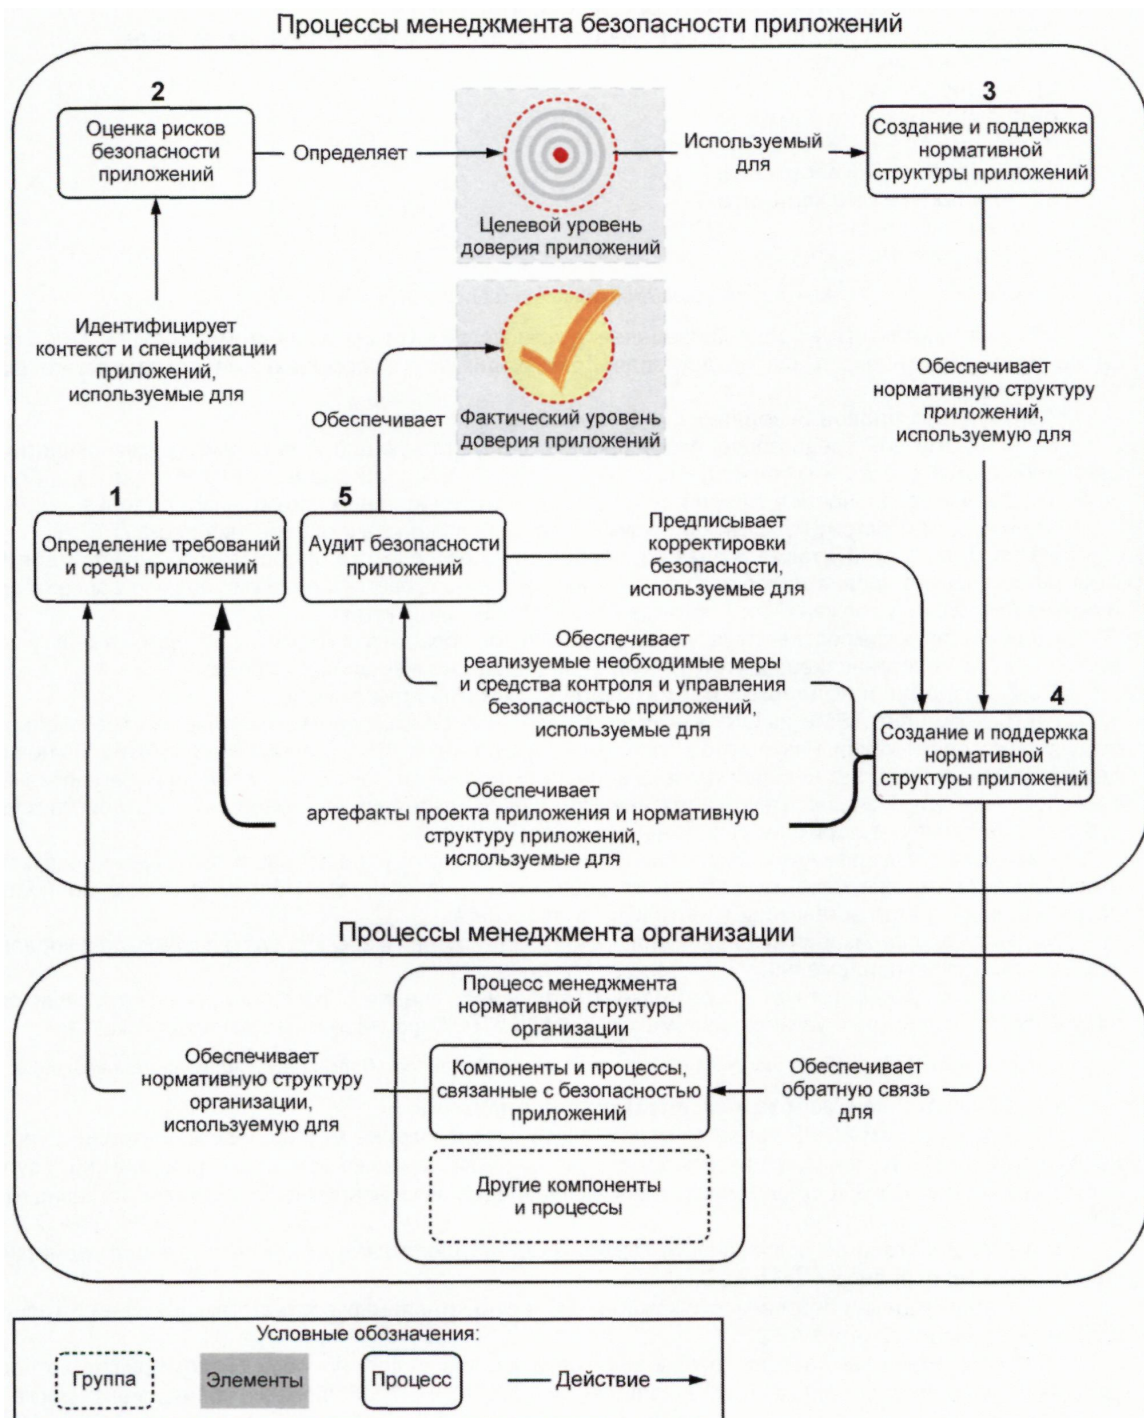 Процессы менеджмента безопасности приложений
2
Оценка рисков
безопасности
приложений
Определяет
Целевой уровень
доверия приложений
Используемый
для
3
Создание и поддержка
нормативной
структуры приложений
Идентифицирует
контекст и спецификации
приложений,
используемые для
Обеспечивает
Фактический уровень
доверия приложений
Обеспечивает
нормативную структуру
приложений,
используемую для
1
Определение требований
и среды приложений
5
Аудит безопасности
приложений
Предписывает
корректировки
безопасности,
используемые для
Обеспечивает
реализуемые необходимые меры
и средства контроля и управления
безопасностью приложений,
используемые для
4
Создание и поддержка
нормативной
структуры приложений
Обеспечивает
артефакты проекта приложения и нормативную
структуру приложений,
используемые для
Процессы менеджмента организации
Процесс менеджмента
нормативной структуры
организации
Обеспечивает
нормативную структуру
организации,
используемую для
Компоненты и процессы,
связанные с безопасностью
приложений
Обеспечивает
обратную связь
для
Другие компоненты
и процессы
Условные обозначения:
Группа
Элементы
Процесс
Действие